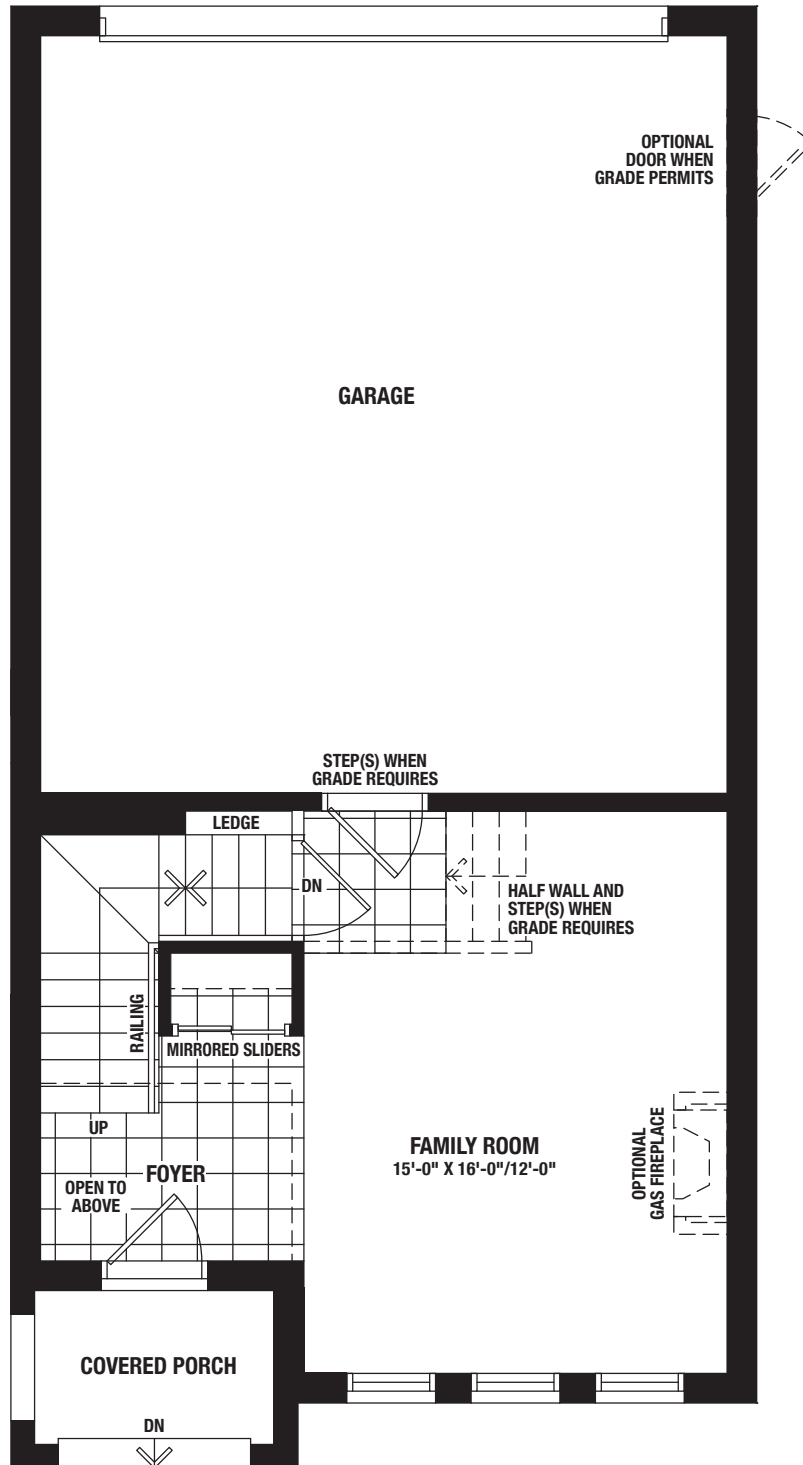 OPTIONAL
DOOR WHEN
GRADE PERMITS
GARAGE
STEP(S) WHEN
GRADE REQUIRES
LEDGE
DN
HALF WALL AND
STEP(S) WHEN
GRADE REQUIRES
RAILING
MIRRORED SLIDERS
UP
FOYER
OPEN TO
ABOVE
FAMILY ROOM
15'-0" X 16'-0"/12'-0"
OPTIONAL
GAS FIREPLACE
COVERED PORCH
DN